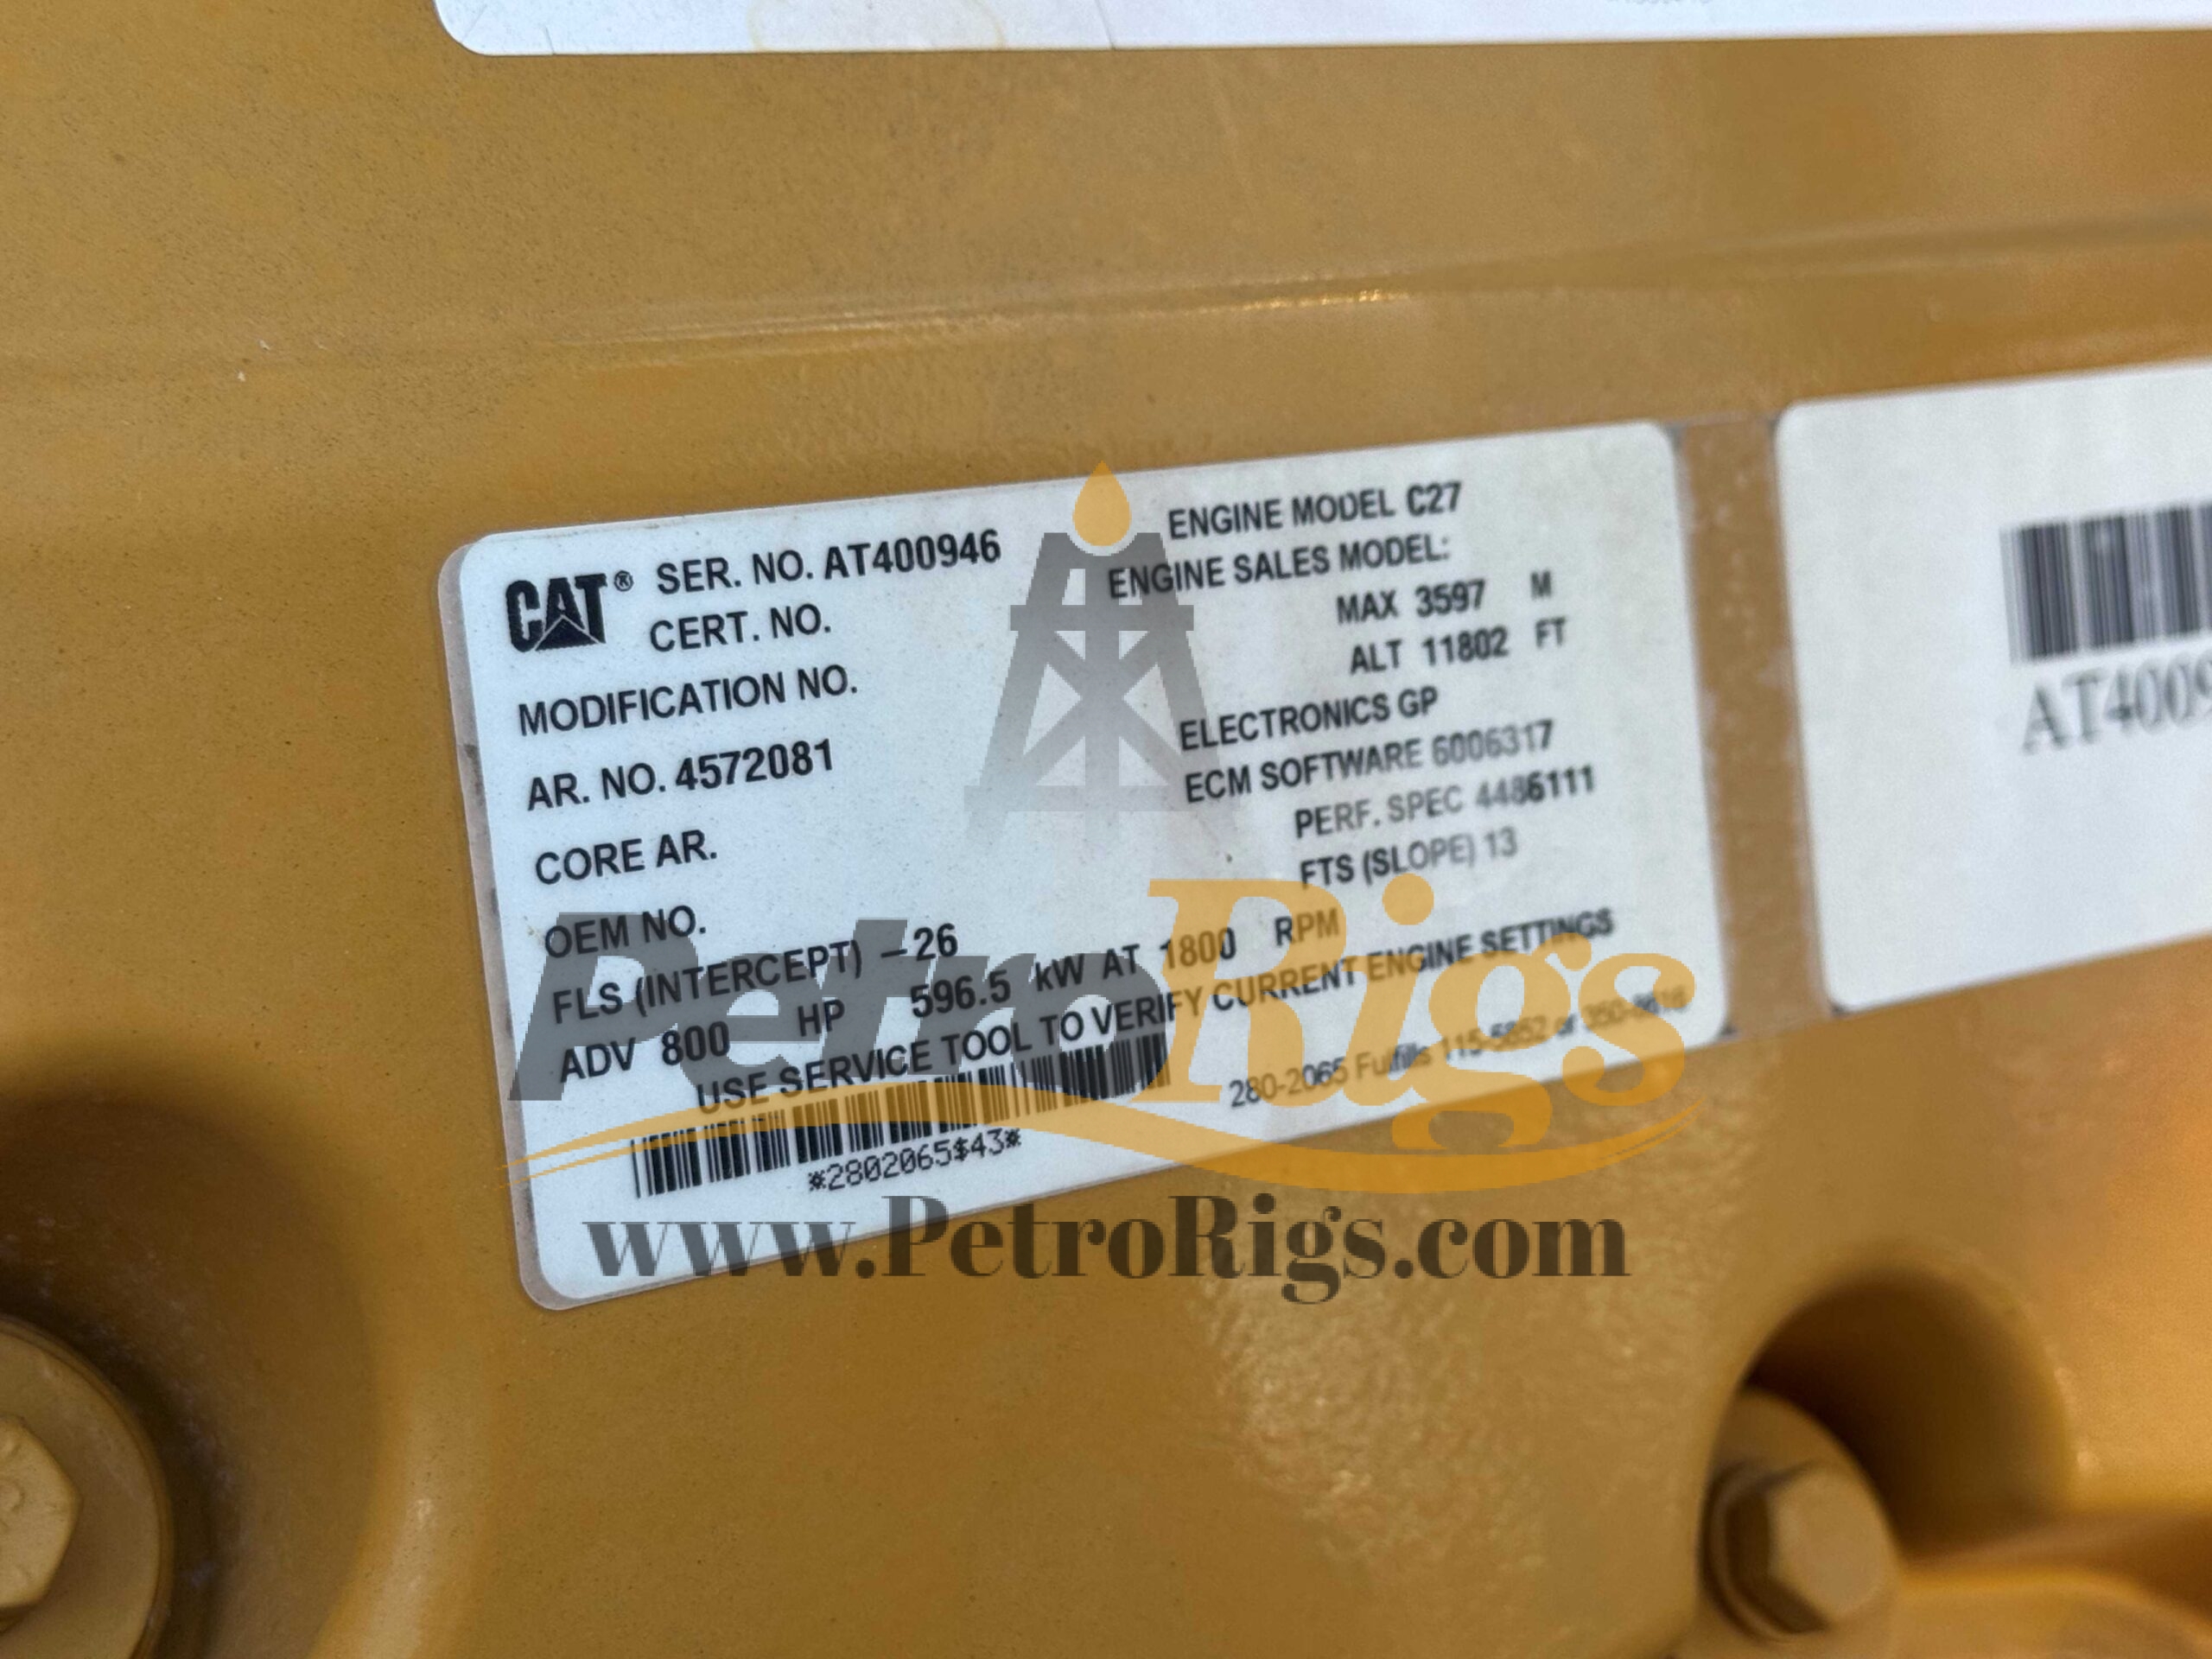 CAT® SER. NO. AT400946
ENGINE MODEL C27
CERT. NO.
ENGINE SALES MODEL:
MODIFICATION NO.
MAX 3597 M
ALT 11802 FT
AR. NO. 4572081
ELECTRONICS GP
ECM SOFTWARE 6006317
CORE AR.
PERF. SPEC 4486111
OEM NO.
FTS (SLOPE) 13
FLS (INTERCEPT) -26
ADV 800 HP 596.5 kW AT 1800 RPM
USE SERVICE TOOL TO VERIFY CURRENT ENGINE SETTINGS
280-2065 Fulfills 115-5852 or
*2802065$43*
AT4009
PetroRigs
www.PetroRigs.com